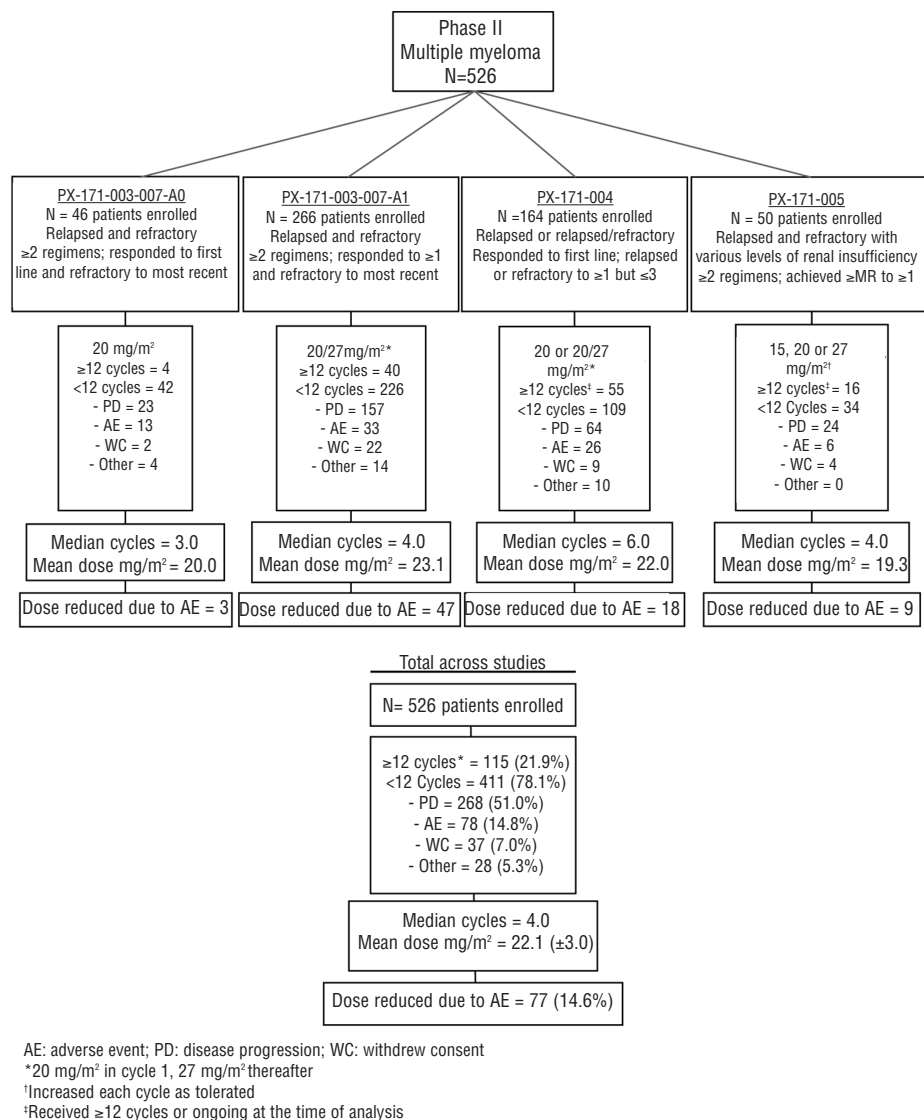 Phase II
Multiple myeloma
N=526
PX-171-003-007-A0
N = 46 patients enrolled
Relapsed and refractory
≥2 regimens; responded to first
line and refractory to most recent
PX-171-003-007-A1
N = 266 patients enrolled
Relapsed and refractory
≥2 regimens; responded to ≥1
and refractory to most recent
PX-171-004
N =164 patients enrolled
Relapsed or relapsed/refractory
Responded to first line; relapsed
or refractory to ≥1 but ≤3
PX-171-005
N = 50 patients enrolled
Relapsed and refractory with
various levels of renal insufficiency
≥2 regimens; achieved ≥MR to ≥1
20 mg/m²
≥12 cycles = 4
<12 cycles = 42
- PD = 23
- AE = 13
- WC = 2
- Other = 4
20/27mg/m²*
≥12 cycles = 40
<12 cycles = 226
- PD = 157
- AE = 33
- WC = 22
- Other = 14
20 or 20/27
mg/m²*
≥12 cycles‡ = 55
<12 cycles = 109
- PD = 64
- AE = 26
- WC = 9
- Other = 10
15, 20 or 27
mg/m²†
≥12 cycles‡ = 16
<12 Cycles = 34
- PD = 24
- AE = 6
- WC = 4
- Other = 0
Median cycles = 3.0
Mean dose mg/m² = 20.0
Median cycles = 4.0
Mean dose mg/m² = 23.1
Median cycles = 6.0
Mean dose mg/m² = 22.0
Median cycles = 4.0
Mean dose mg/m² = 19.3
Dose reduced due to AE = 3
Dose reduced due to AE = 47
Dose reduced due to AE = 18
Dose reduced due to AE = 9
Total across studies
N= 526 patients enrolled
≥12 cycles* = 115 (21.9%)
<12 Cycles = 411 (78.1%)
- PD = 268 (51.0%)
- AE = 78 (14.8%)
- WC = 37 (7.0%)
- Other = 28 (5.3%)
Median cycles = 4.0
Mean dose mg/m² = 22.1 (±3.0)
Dose reduced due to AE = 77 (14.6%)
AE: adverse event; PD: disease progression; WC: withdrew consent
*20 mg/m² in cycle 1, 27 mg/m² thereafter
†Increased each cycle as tolerated
‡Received ≥12 cycles or ongoing at the time of analysis